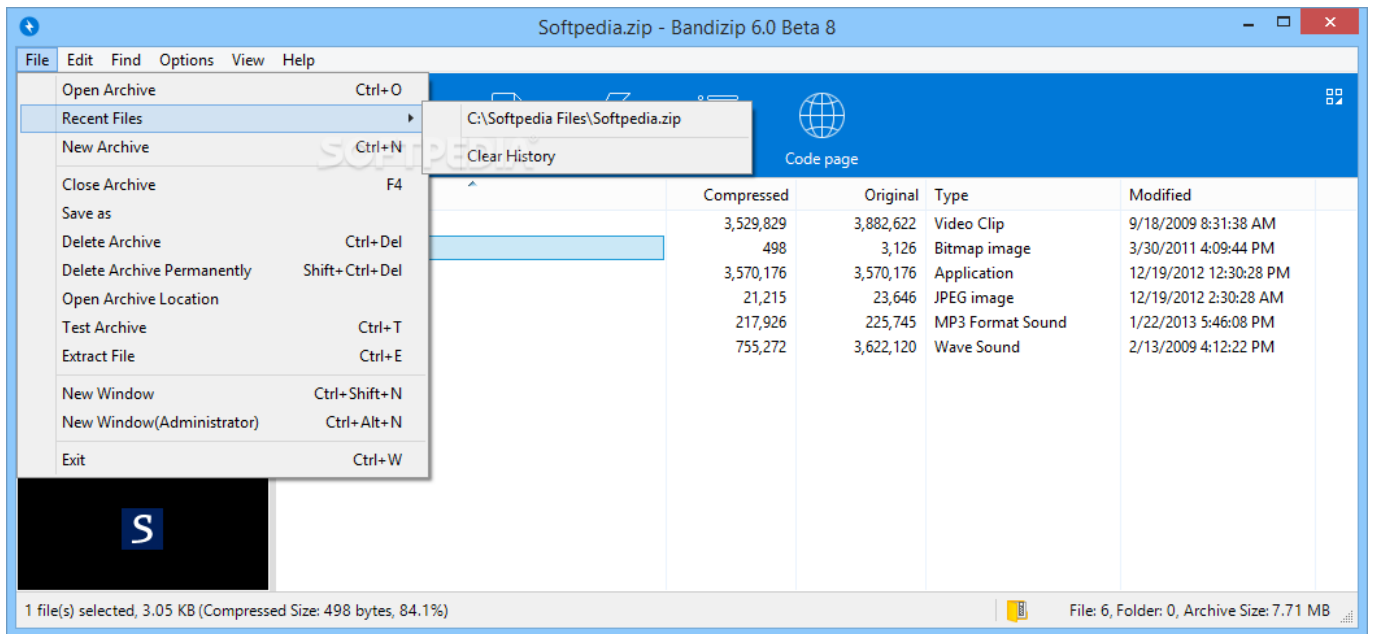 Softpedia.zip - Bandizip 6.0 Beta 8
File Edit Find Options View Help
Open Archive Ctrl+O
Recent Files
New Archive Ctrl+N
Close Archive F4
Save as
Delete Archive Ctrl+Del
Delete Archive Permanently Shift+Ctrl+Del
Open Archive Location
Test Archive Ctrl+T
Extract File Ctrl+E
New Window Ctrl+Shift+N
New Window(Administrator) Ctrl+Alt+N
Exit Ctrl+W
C:\Softpedia Files\Softpedia.zip
Clear History
SOFTPEDIA
Code page
Compressed Original Type Modified
3,529,829 3,882,622 Video Clip 9/18/2009 8:31:38 AM
498 3,126 Bitmap image 3/30/2011 4:09:44 PM
3,570,176 3,570,176 Application 12/19/2012 12:30:28 PM
21,215 23,646 JPEG image 12/19/2012 2:30:28 AM
217,926 225,745 MP3 Format Sound 1/22/2013 5:46:08 PM
755,272 3,622,120 Wave Sound 2/13/2009 4:12:22 PM
S
1 file(s) selected, 3.05 KB (Compressed Size: 498 bytes, 84.1%)
File: 6, Folder: 0, Archive Size: 7.71 MB